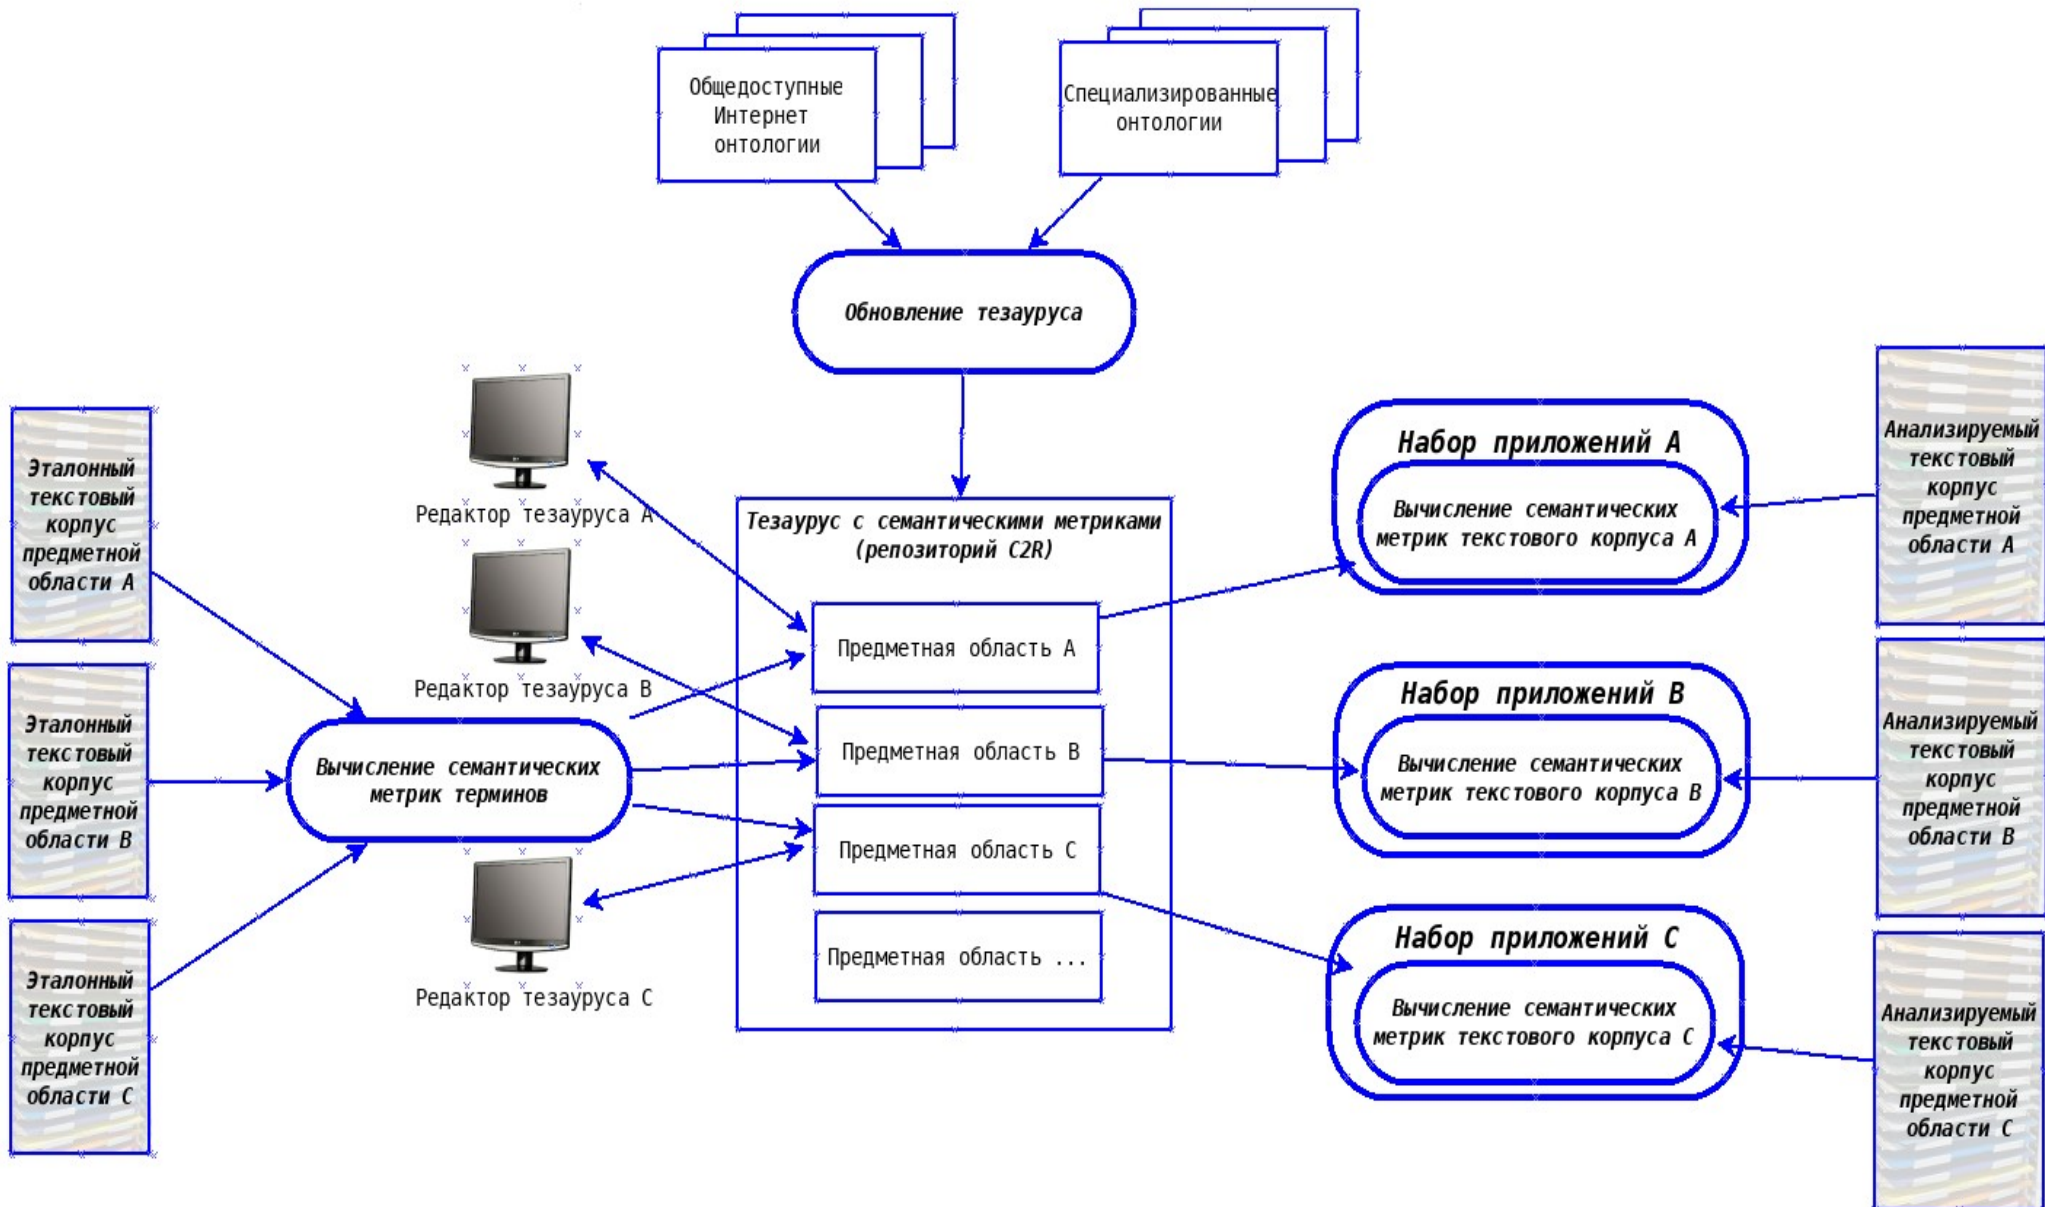 Общедоступные
Интернет
онтологии
Специализированные
онтологии
Обновление тезауруса
Эталонный
текстовый
корпус
предметной
области А
Эталонный
текстовый
корпус
предметной
области В
Эталонный
текстовый
корпус
предметной
области С
Редактор тезауруса А
Редактор тезауруса В
Вычисление семантических
метрик терминов
Редактор тезауруса С
Тезаурус с семантическими метриками
(репозиторий C2R)
Предметная область А
Предметная область В
Предметная область С
Предметная область ...
Набор приложений А
Вычисление семантических
метрик текстового корпуса А
Набор приложений В
Вычисление семантических
метрик текстового корпуса В
Набор приложений С
Вычисление семантических
метрик текстового корпуса С
Анализируемый
текстовый
корпус
предметной
области А
Анализируемый
текстовый
корпус
предметной
области В
Анализируемый
текстовый
корпус
предметной
области С